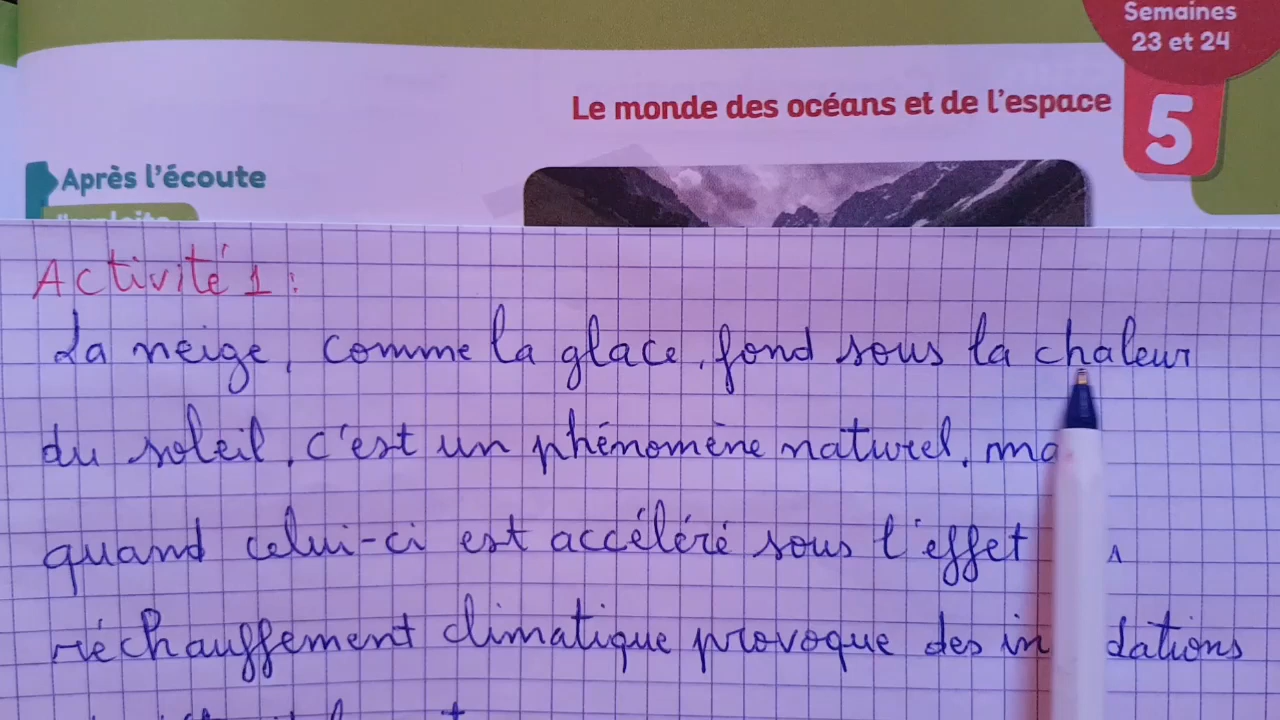 Semaines
23 et 24
5
Le monde des océans et de l'espace
Après l'écoute
Activité 1 :
La neige, comme la glace, fond sous la chaleur
du soleil, c'est un phénomène naturel, ma
quand celui-ci est accéléré sous l'effet
réchauffement climatique provoque des in dations